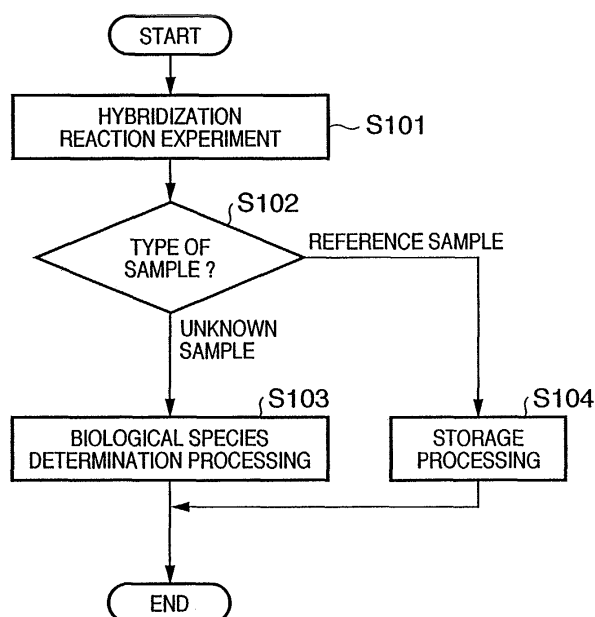 START
HYBRIDIZATION
REACTION EXPERIMENT
S101
S102
TYPE OF
SAMPLE ?
REFERENCE SAMPLE
UNKNOWN
SAMPLE
S103
BIOLOGICAL SPECIES
DETERMINATION PROCESSING
S104
STORAGE
PROCESSING
END